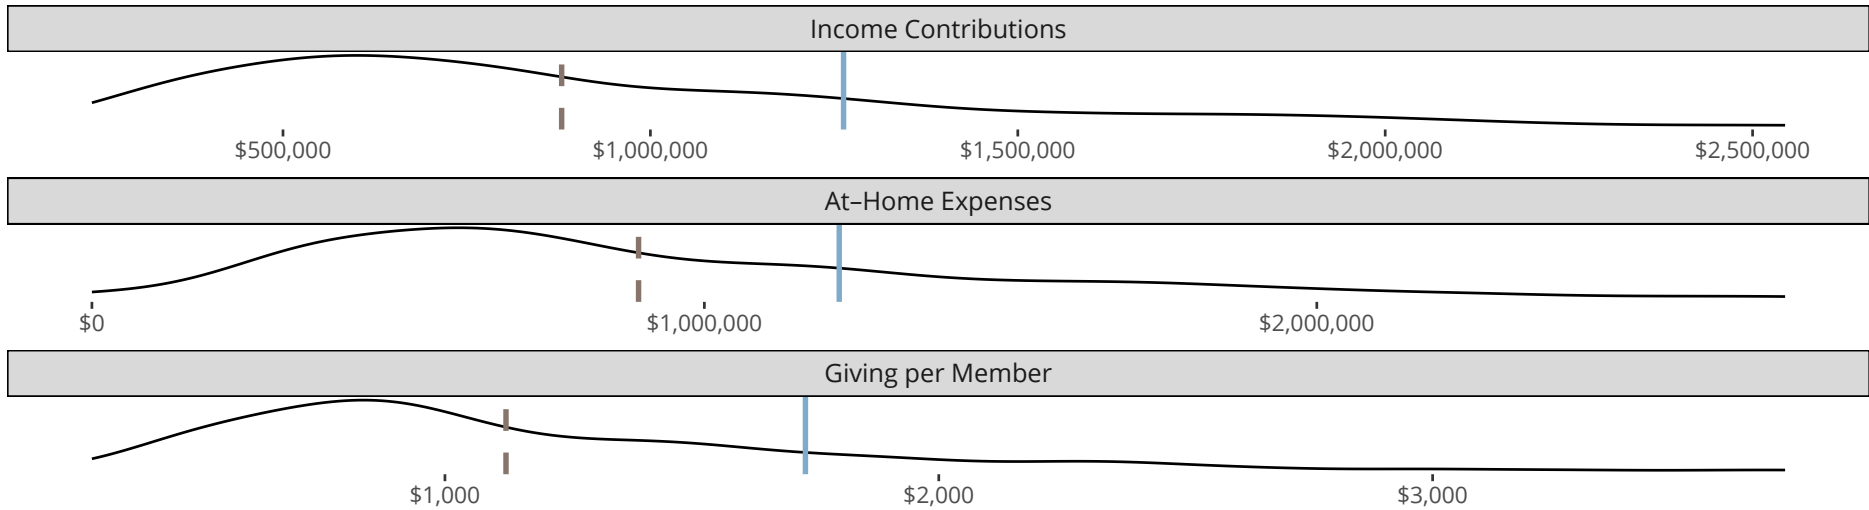 Income Contributions
$500,000 $1,000,000 $1,500,000 $2,000,000 $2,500,000
At–Home Expenses
$0 $1,000,000 $2,000,000
Giving per Member
$1,000 $2,000 $3,000